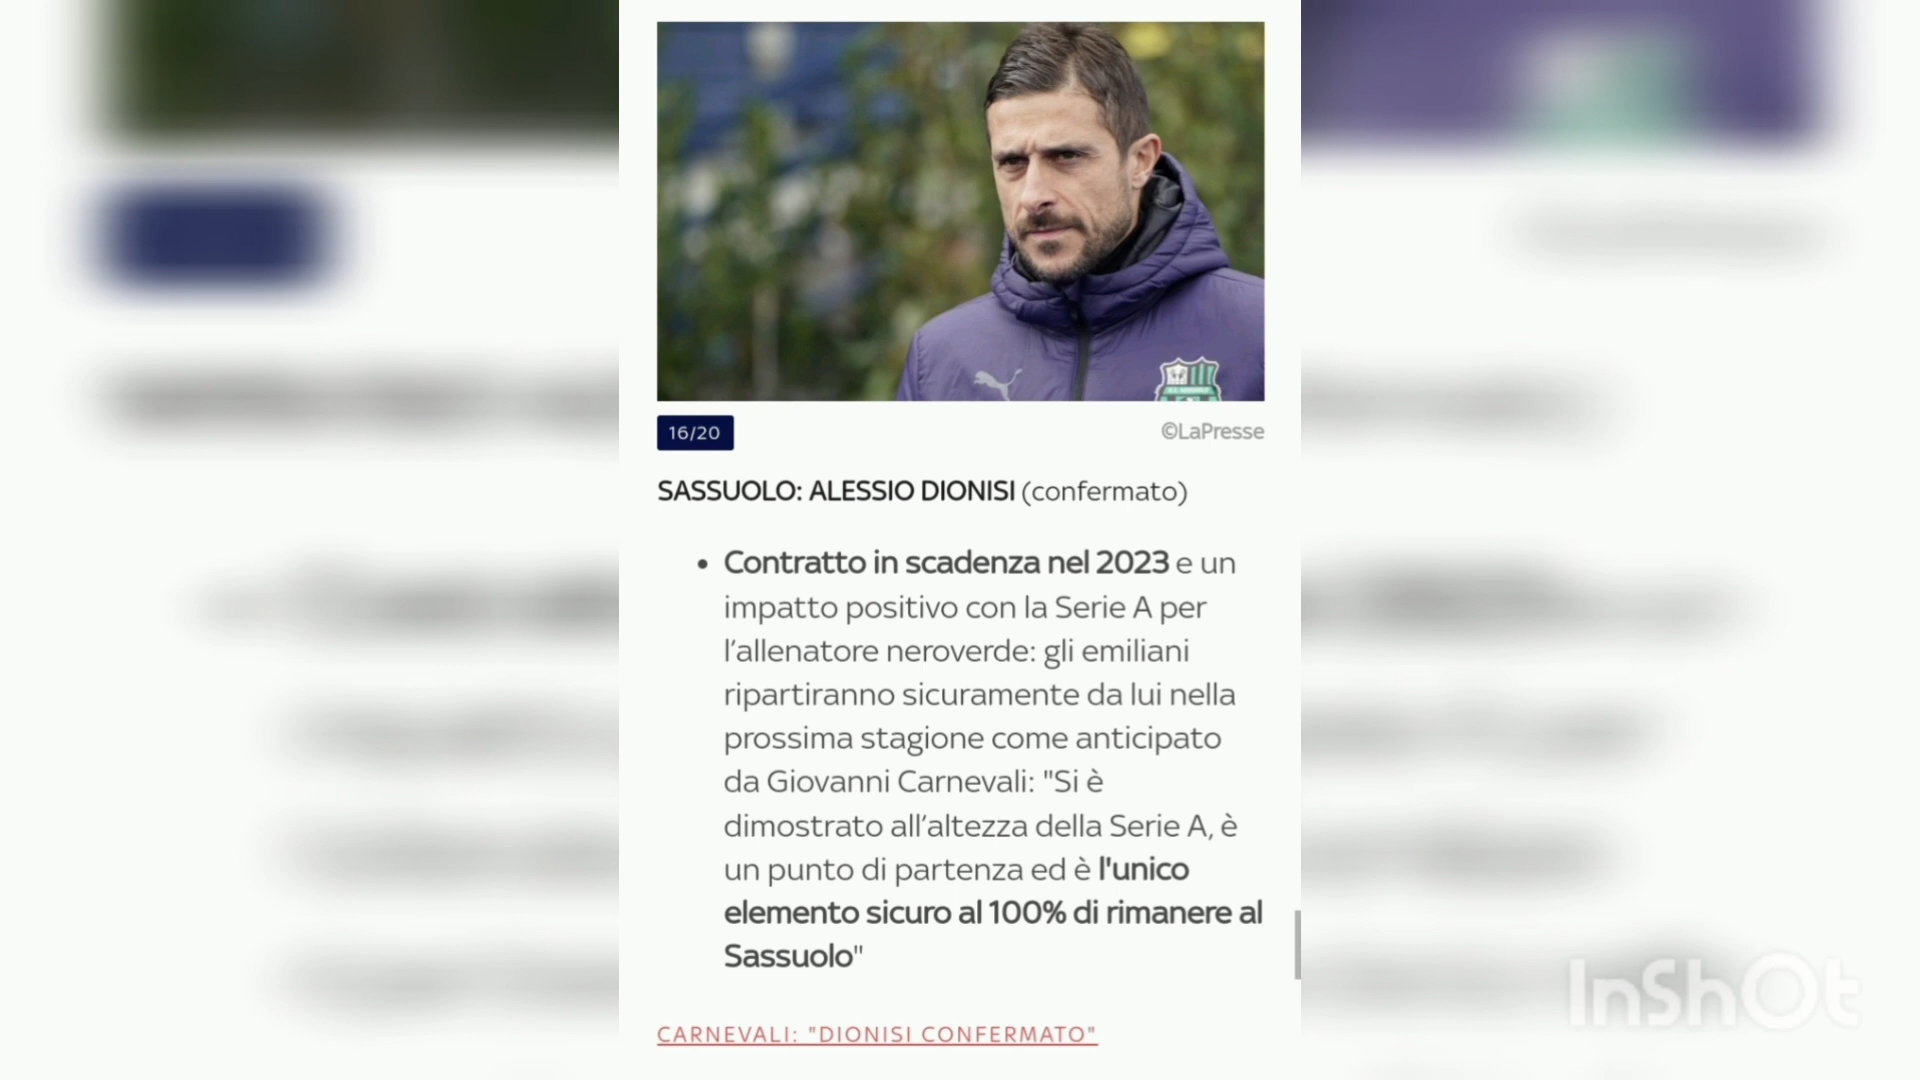 16/20
©LaPresse
SASSUOLO: ALESSIO DIONISI (confermato)
• Contratto in scadenza nel 2023 e un
impatto positivo con la Serie A per
l’allenatore neroverde: gli emiliani
ripartiranno sicuramente da lui nella
prossima stagione come anticipato
da Giovanni Carnevali: "Si è
dimostrato all’altezza della Serie A, è
un punto di partenza ed è l'unico
elemento sicuro al 100% di rimanere al
Sassuolo"
CARNEVALI: "DIONISI CONFERMATO"
InShOt